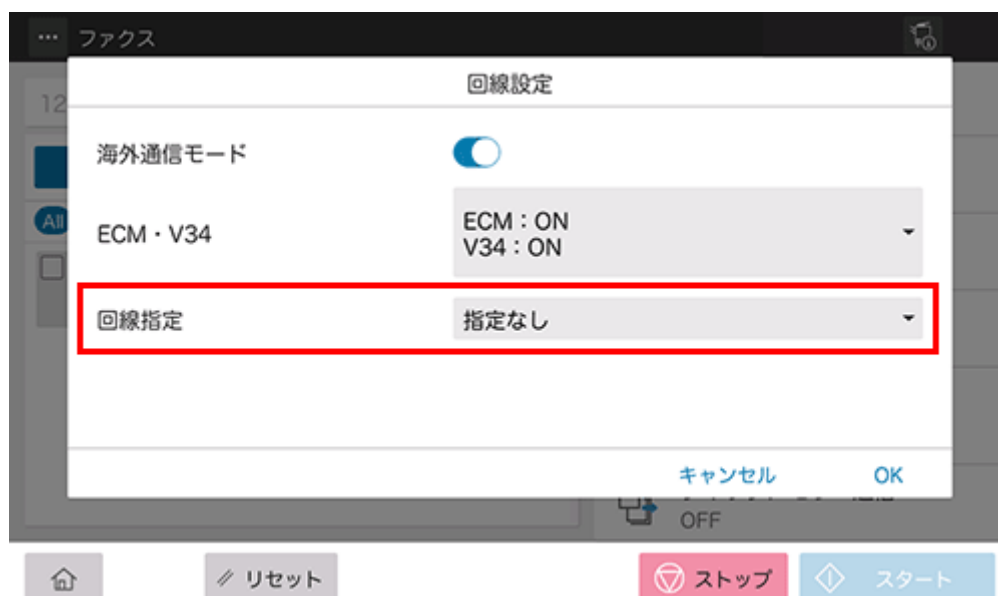 ファクス
回線設定
12
海外通信モード
All
ECM・V34
ECM：ON
V34：ON
回線指定
指定なし
キャンセル
OK
OFF
リセット
ストップ
スタート